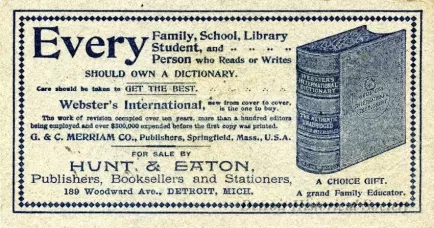 Every Family, School, Library
Student, and " " " "
Person who Reads or Writes
SHOULD OWN A DICTIONARY.
Care should be taken to GET THE BEST.
Webster's International, new from cover to cover,
is the one to buy.
The work of revision occupied over ten years, more than a hundred editors
being employed and over $300,000 expended before the first copy was printed.
G. & C. MERRIAM CO., Publishers, Springfield, Mass., U.S.A.
FOR SALE BY
HUNT & EATON,
Publishers, Booksellers and Stationers,
189 Woodward Ave., DETROIT, MICH.
WEBSTER'S
INTERNATIONAL
DICTIONARY
A CHOICE GIFT.
A grand Family Educator.